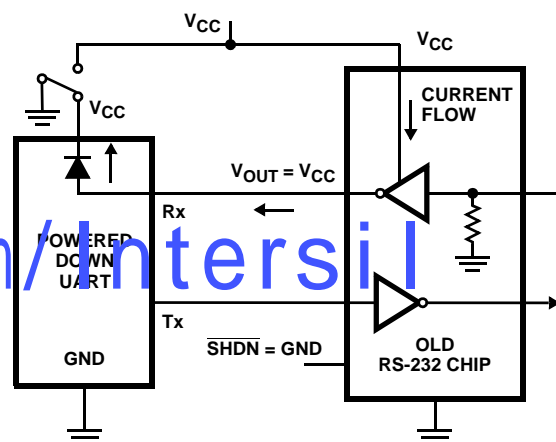 VCC
VCC
VCC
CURRENT
FLOW
VOUT = VCC
Rx
POWERED
DOWN
UART
n/Intersil
Tx
GND
SHDN = GND
OLD
RS-232 CHIP